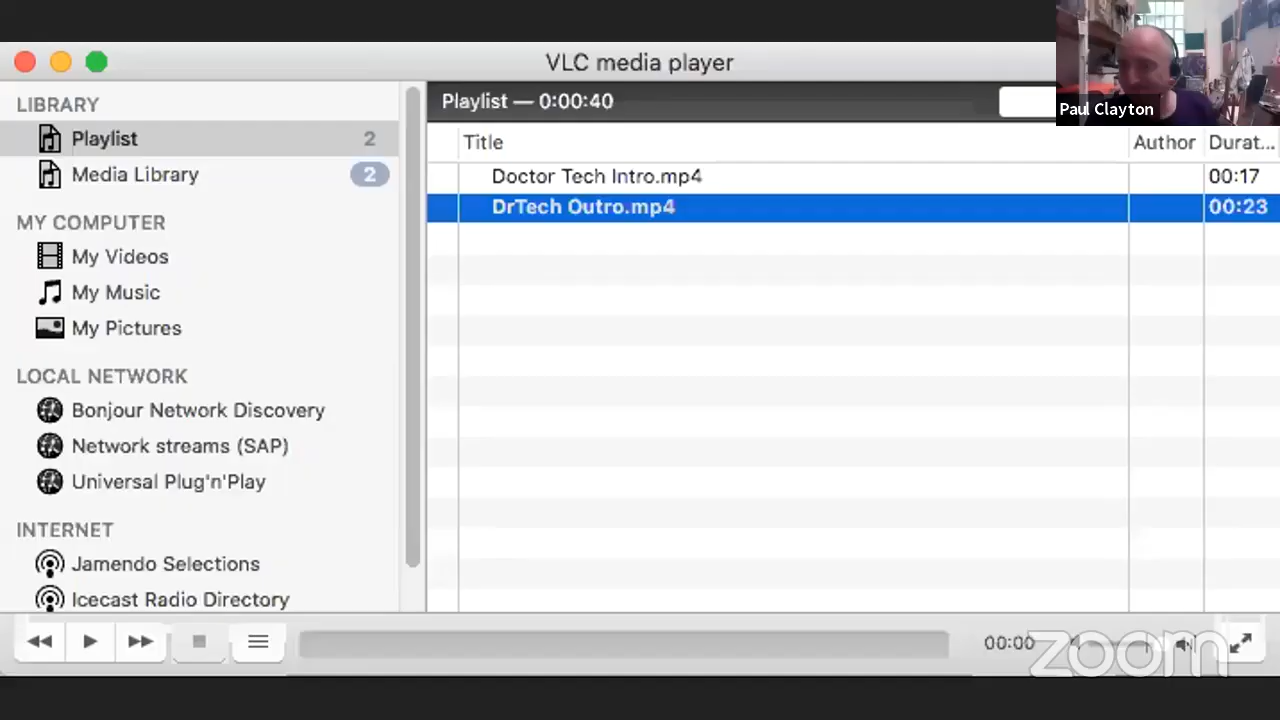 VLC media player
Paul Clayton
LIBRARY
Playlist 2
Media Library 2
MY COMPUTER
My Videos
My Music
My Pictures
LOCAL NETWORK
Bonjour Network Discovery
Network streams (SAP)
Universal Plug'n'Play
INTERNET
Jamendo Selections
Icecast Radio Directory
Playlist — 0:00:40
Title Author Durat...
Doctor Tech Intro.mp4 00:17
DrTech Outro.mp4 00:23
00:00
zoom